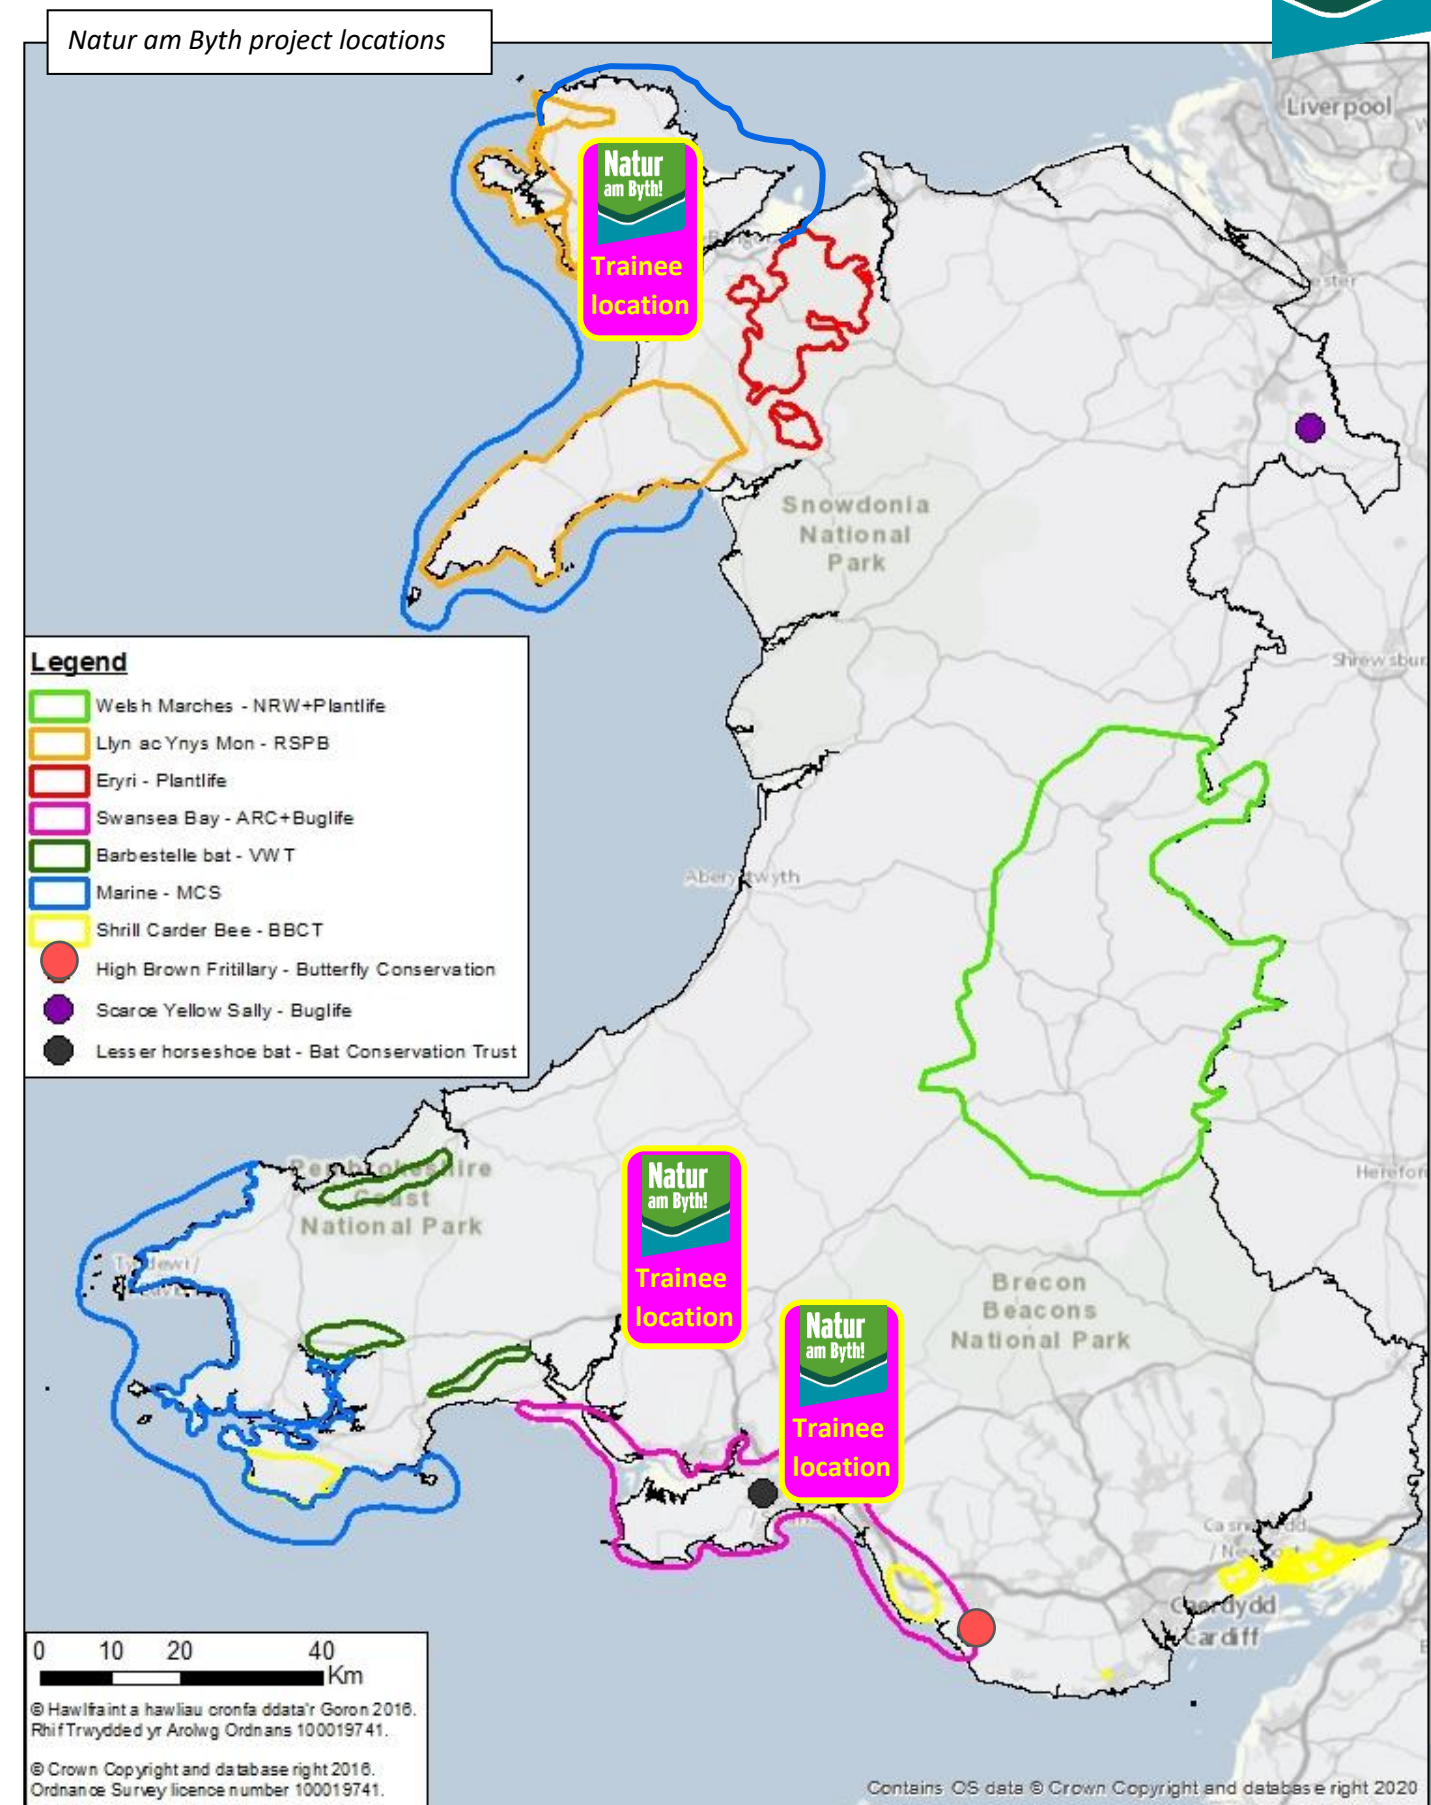 Natur am Byth project locations
Liverpool
Natur
am Byth!
Trainee
location
Snowdonia
National
Park
Legend
Welsh Marches - NRW+Plantlife
Llyn ac Ynys Mon - RSPB
Eryri - Plantlife
Swansea Bay - ARC+Buglife
Barbestelle bat - VWT
Marine - MCS
Shrill Carder Bee - BBCT
High Brown Fritillary - Butterfly Conservation
Scarce Yellow Sally - Buglife
Lesser horseshoe bat - Bat Conservation Trust
Shrewsbur
Aberystwyth
Pembrokeshire
Coast
National Park
Hereford
Natur
am Byth!
Trainee
location
Brecon
Beacons
National Park
Natur
am Byth!
Trainee
location
Caerdydd
Cardiff
0 10 20 40
Km
© Hawlfraint a hawliau cronfa ddata'r Goron 2016.
Rhif Trwydded yr Arolwg Ordnans 100019741.
© Crown Copyright and database right 2016.
Ordnance Survey licence number 100019741.
Contains OS data © Crown Copyright and database right 2020